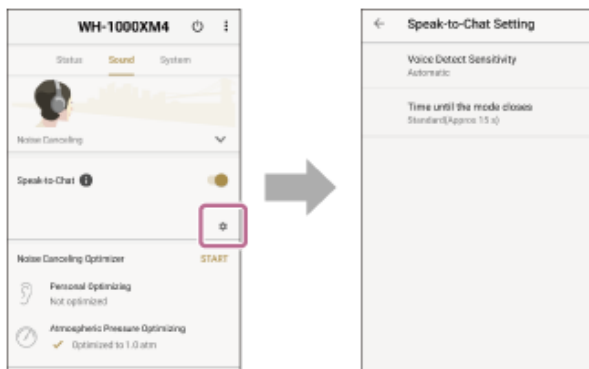 WH-1000XM4
Status Sound System
Noise Canceling
Speak-to-Chat
Noise Canceling Optimizer START
Personal Optimizing
Not optimized
Atmospheric Pressure Optimizing
Optimized to 1.0 atm
Speak-to-Chat Setting
Voice Detect Sensitivity
Automatic
Time until the mode closes
Standard(Approx.15 s)